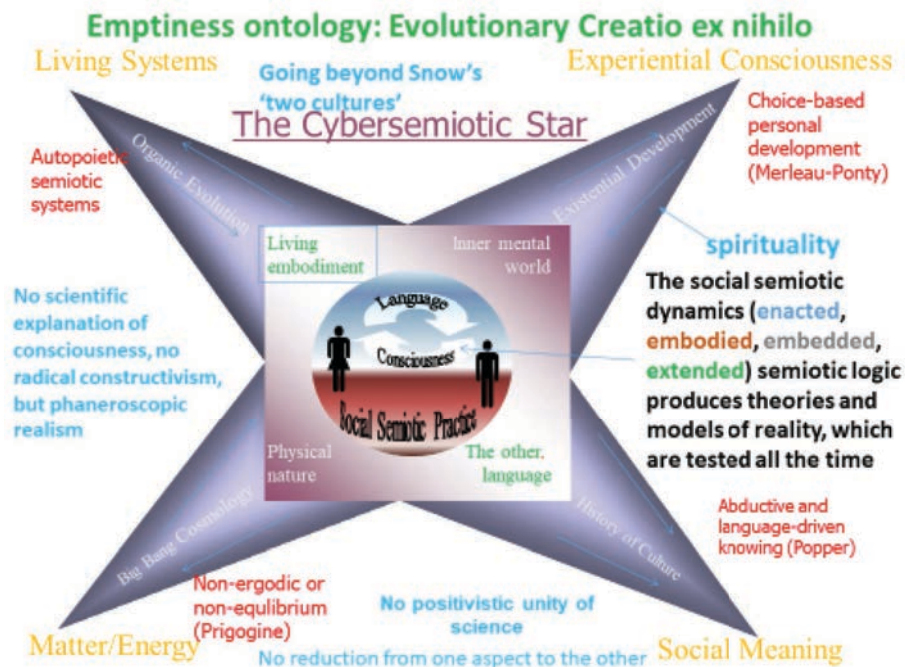 Emptiness ontology: Evolutionary Creatio ex nihilo
Living Systems
Going beyond Snow's
'two cultures'
Experiential Consciousness
The Cybersemiotic Star
Choice-based
personal
development
(Merleau-Ponty)
Autopoietic
semiotic
systems
Organic Evolution
Existential Development
Living
embodiment
Inner mental
world
spirituality
Language
Consciousness
Social Semiotic Practice
The social semiotic
dynamics (enacted,
embodied, embedded,
extended) semiotic logic
produces theories and
models of reality, which
are tested all the time
No scientific
explanation of
consciousness, no
radical constructivism,
but phaneroscopic
realism
Physical
nature
The other,
language
Big Bang Cosmology
History of Culture
Abductive and
language-driven
knowing (Popper)
Non-ergodic or
non-equlibrium
(Prigogine)
No positivistic unity of
science
Matter/Energy
No reduction from one aspect to the other
Social Meaning